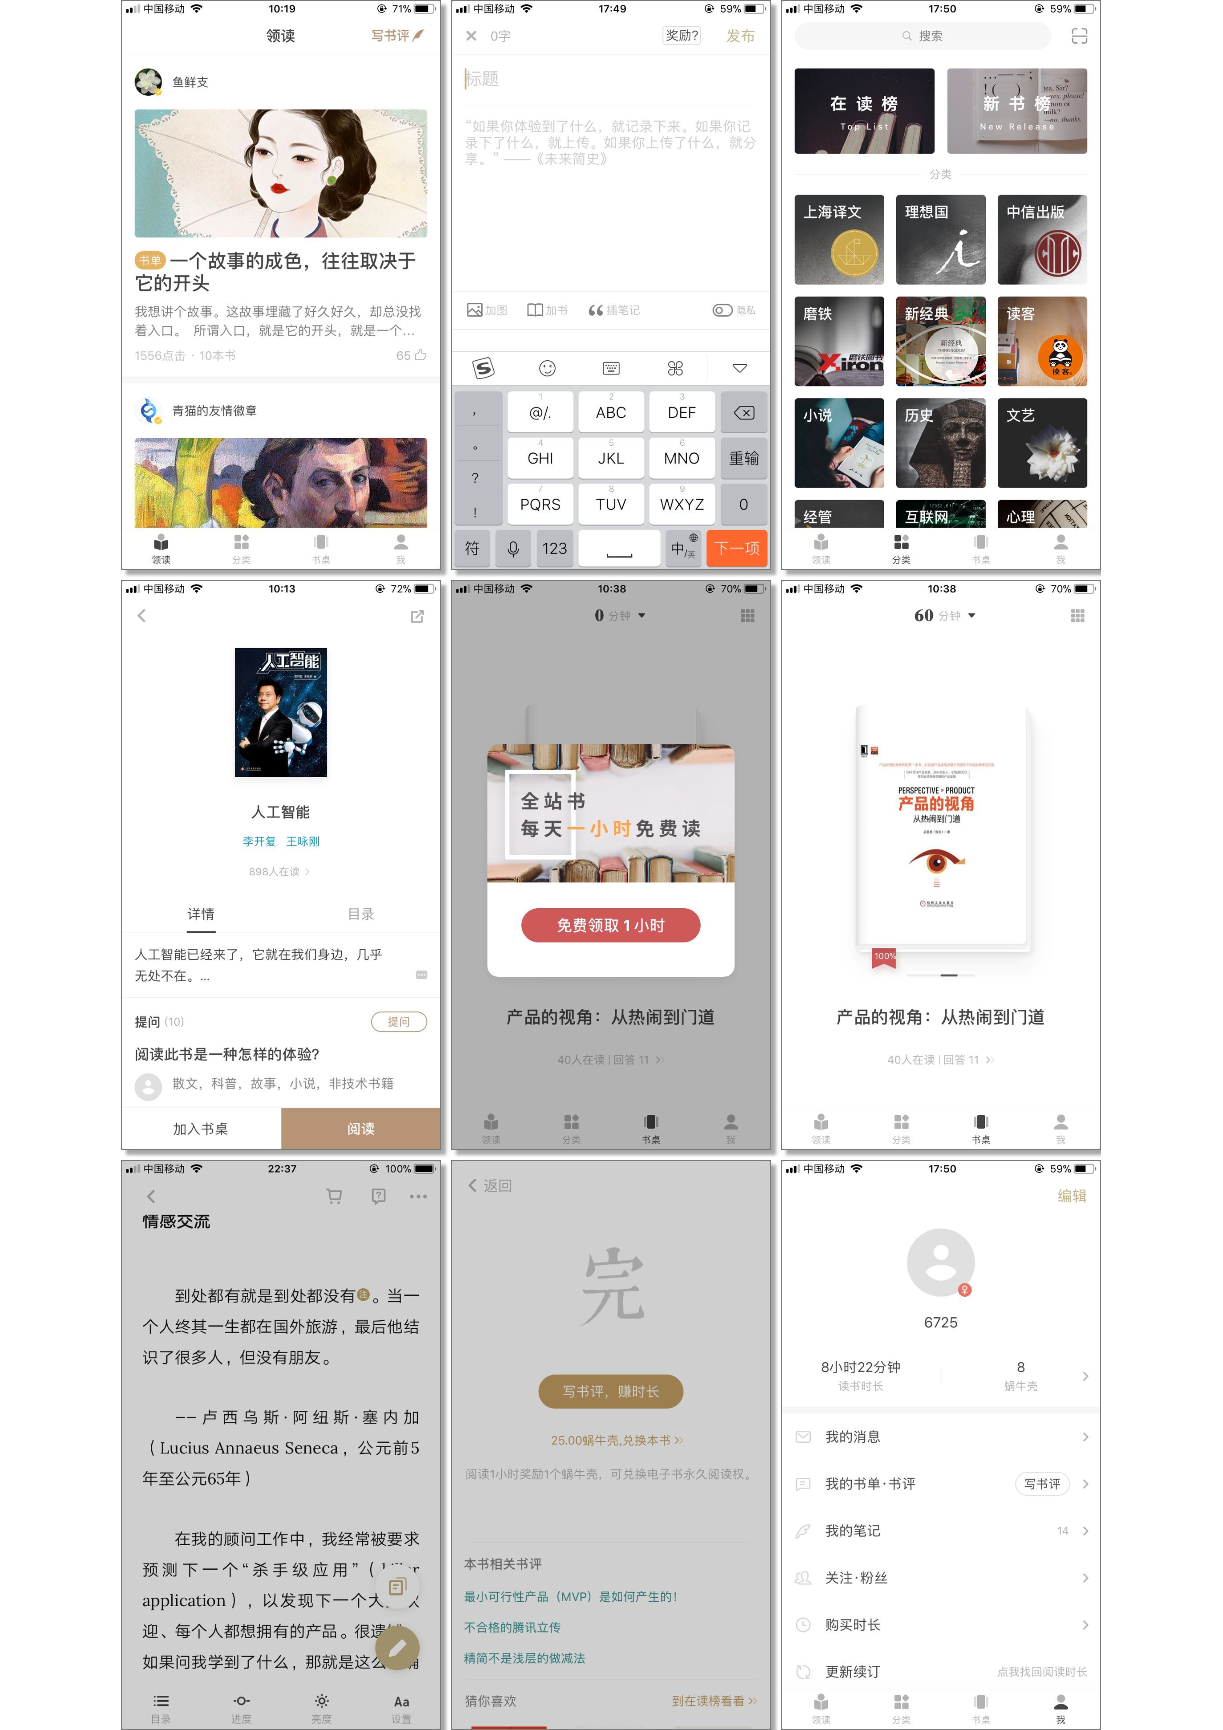 中国移动 10:19 71%
领读 写书评
鱼鲜支
书单 一个故事的成色，往往取决于
它的开头
我想讲个故事。这故事埋藏了好久好久，却总没找
着入口。 所谓入口，就是它的开头，就是一个...
1556点击 · 10本书 65
青猫的友情徽章
领读 分类 书桌 我
中国移动 17:49 59%
0字 奖励? 发布
标题
“如果你体验到了什么，就记录下来。如果你记
录下了什么，就上传。如果你上传了什么，就分
享。” ——《未来简史》
加图 加书 插笔记 隐私
， 1 @/. 2 ABC 3 DEF
。 4 GHI 5 JKL 6 MNO 重输
? 7 PQRS 8 TUV 9 WXYZ 0
!
符 123 中/英 下一项
中国移动 17:50 59%
搜索
在读榜 新书榜
Top List New Release
分类
上海译文 理想国 中信出版
磨铁 新经典 读客
小说 历史 文艺
经管 互联网 心理
领读 分类 书桌 我
中国移动 10:13 72%
人工智能
人工智能
李开复 王咏刚
898人在读
详情 目录
人工智能已经来了，它就在我们身边，几乎
无处不在。...
提问 (10) 提问
阅读此书是一种怎样的体验?
散文，科普，故事，小说，非技术书籍
加入书桌 阅读
中国移动 10:38 70%
0 分钟
全站书
每天一小时免费读
免费领取 1 小时
产品的视角：从热闹到门道
40人在读 | 回答 11
领读 分类 书桌 我
中国移动 10:38 70%
60 分钟
PERSPECTIVE PRODUCT
产品的视角
从热闹到门道
100%
产品的视角：从热闹到门道
40人在读 | 回答 11
领读 分类 书桌 我
中国移动 22:37 100%
情感交流
到处都有就是到处都没有注。当一
个人终其一生都在国外旅游，最后他结
识了很多人，但没有朋友。
——卢西乌斯·阿纽斯·塞内加
（Lucius Annaeus Seneca，公元前5
年至公元65年）
在我的顾问工作中，我经常被要求
预测下一个“杀手级应用”（
application），以发现下一个大
迎、每个人都想拥有的产品。很
如果问我学到了什么，那就是这么
目录 进度 亮度 Aa 设置
返回
完
写书评，赚时长
25.00蜗牛壳,兑换本书
阅读1小时奖励1个蜗牛壳，可兑换电子书永久阅读权。
本书相关书评
最小可行性产品（MVP）是如何产生的！
不合格的腾讯立传
精简不是浅层的做减法
猜你喜欢 到在读榜看看
中国移动 17:50 59%
编辑
6725
8小时22分钟 8
读书时长 蜗牛壳
我的消息
我的书单·书评 写书评
我的笔记 14
关注·粉丝
购买时长
更新续订 点我找回阅读时长
领读 分类 书桌 我